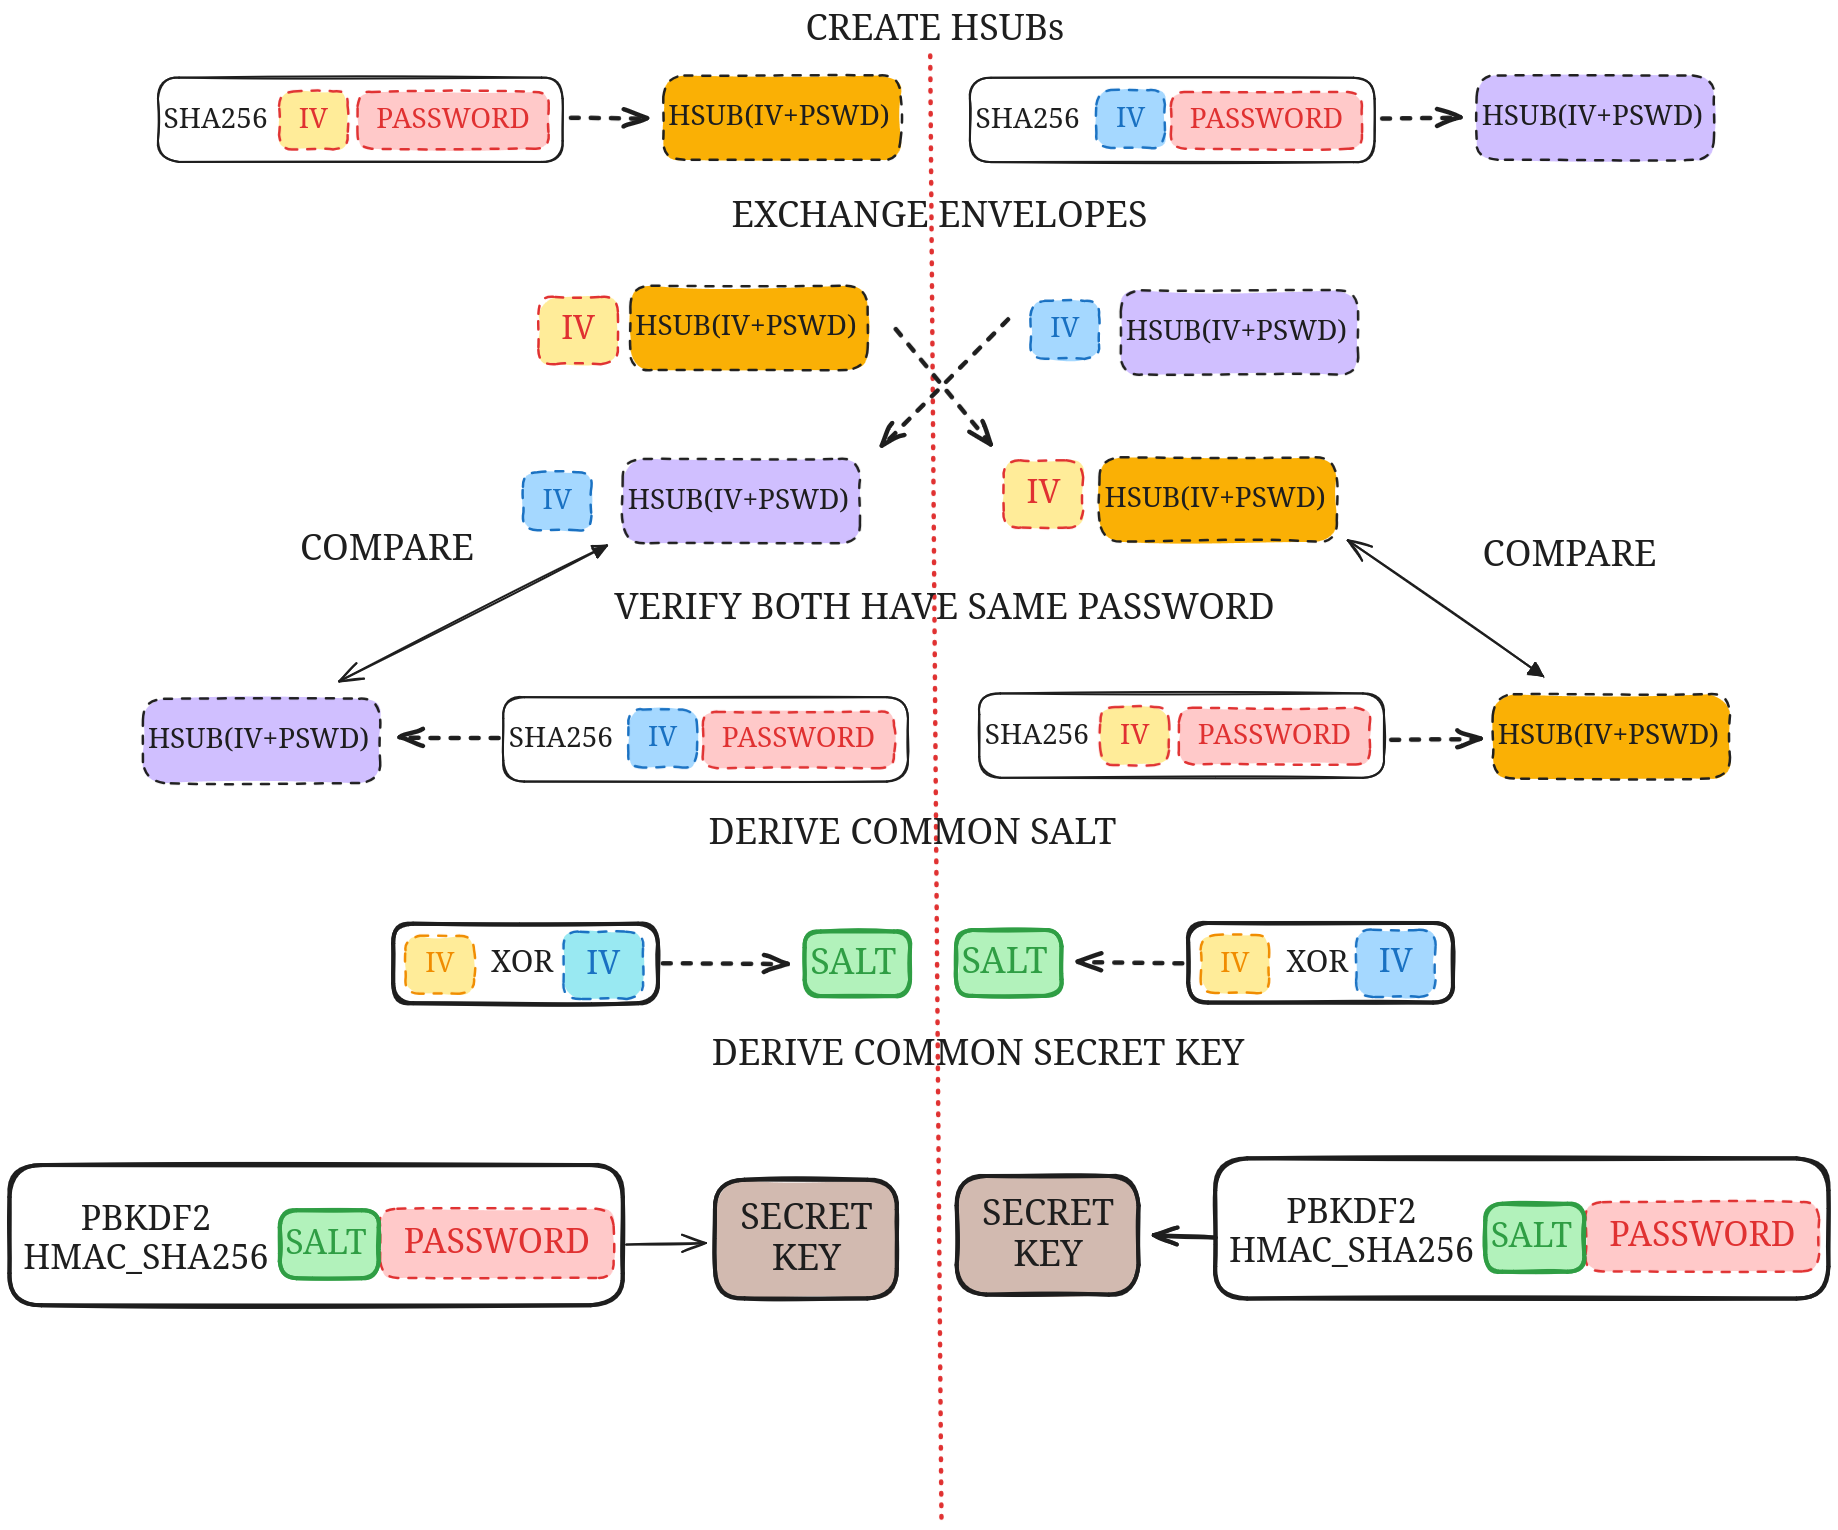 CREATE HSUBs
SHA256 IV PASSWORD HSUB(IV+PSWD) SHA256 IV PASSWORD HSUB(IV+PSWD)
EXCHANGE ENVELOPES
IV HSUB(IV+PSWD) IV HSUB(IV+PSWD)
IV HSUB(IV+PSWD) IV HSUB(IV+PSWD)
COMPARE COMPARE
VERIFY BOTH HAVE SAME PASSWORD
HSUB(IV+PSWD) SHA256 IV PASSWORD SHA256 IV PASSWORD HSUB(IV+PSWD)
DERIVE COMMON SALT
IV XOR IV SALT SALT IV XOR IV
DERIVE COMMON SECRET KEY
PBKDF2
HMAC_SHA256
SALT PASSWORD
SECRET
KEY
SECRET
KEY
PBKDF2
HMAC_SHA256
SALT PASSWORD